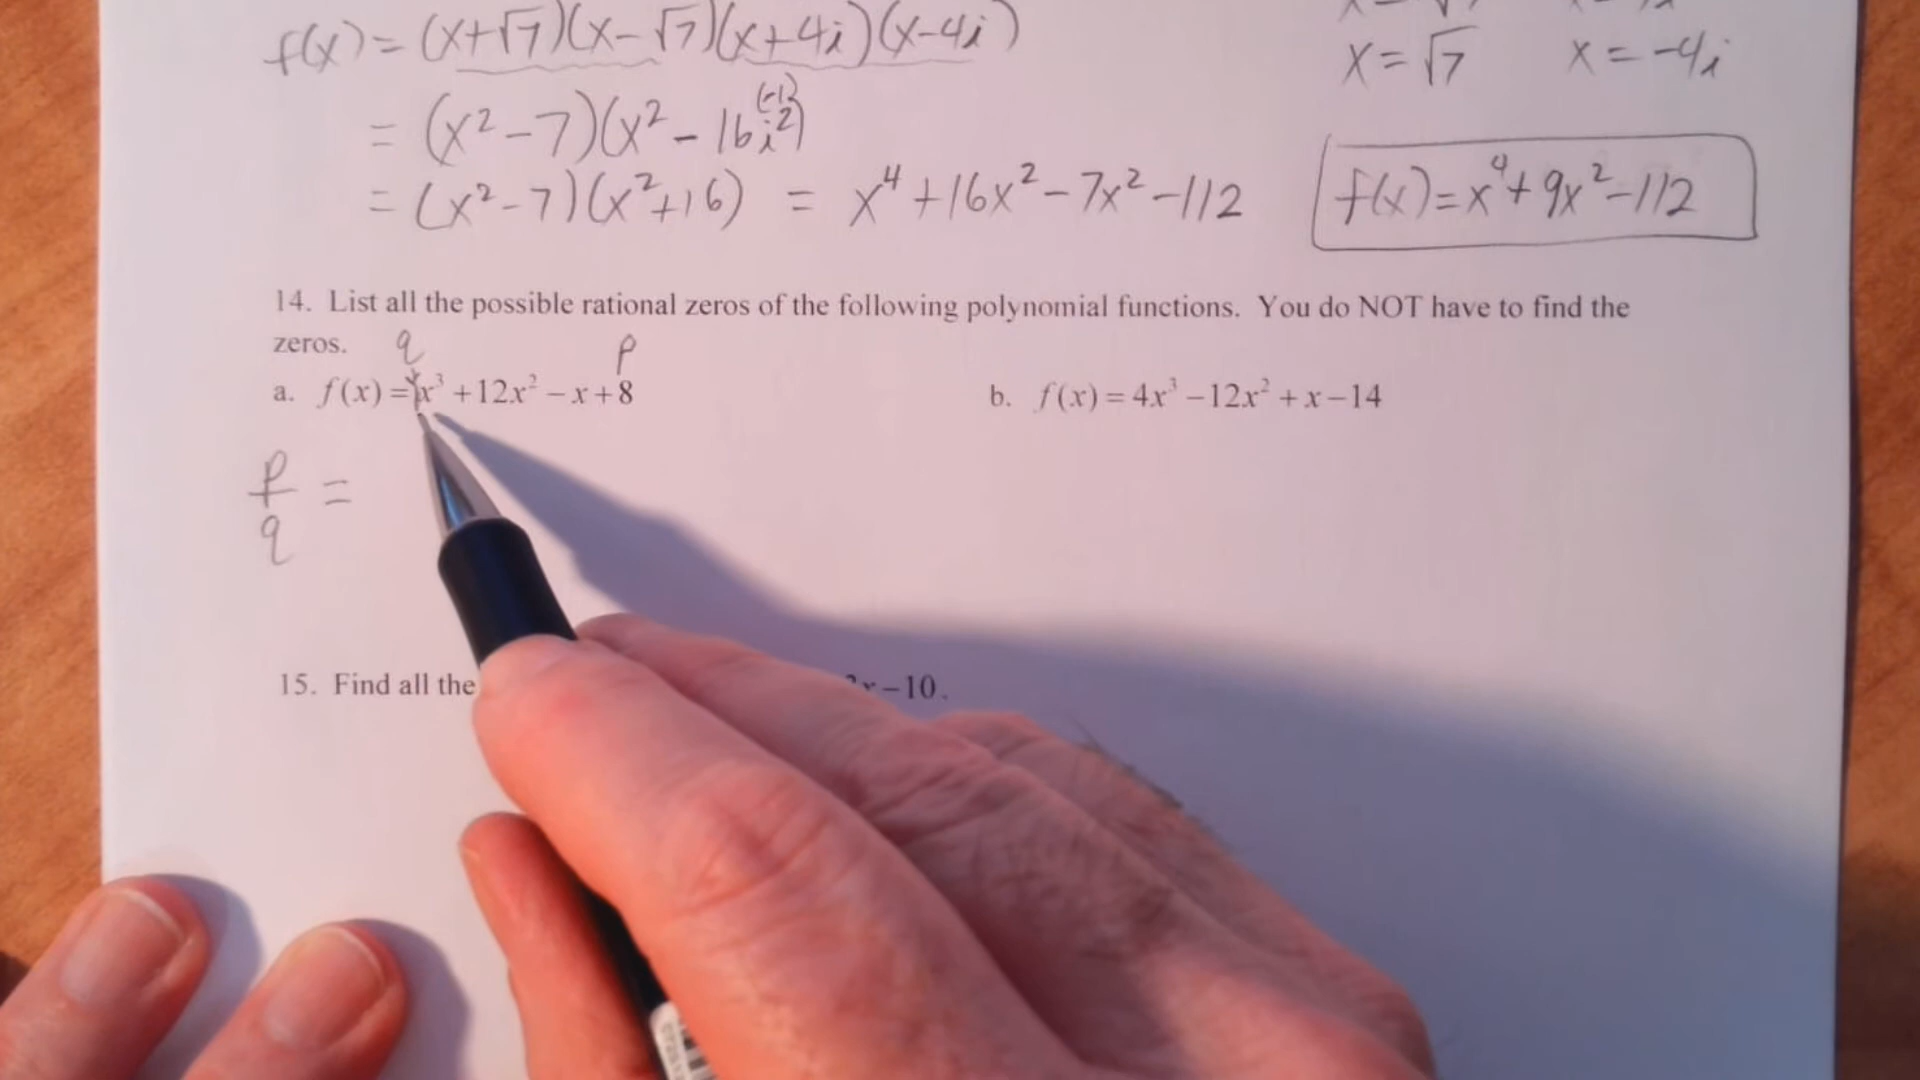 f(x) = (x+√7)(x-√7)(x+4i)(x-4i)
x = √7 x = -4i
= (x² - 7)(x² - 16i²) (-1)
= (x² - 7)(x² + 16) = x⁴ + 16x² - 7x² - 112
f(x) = x⁴ + 9x² - 112
14. List all the possible rational zeros of the following polynomial functions. You do NOT have to find the
zeros. q p
a. f(x) = 1x³ + 12x² − x + 8
b. f(x) = 4x³ − 12x² + x − 14
p/q =
15. Find all the x − 10.